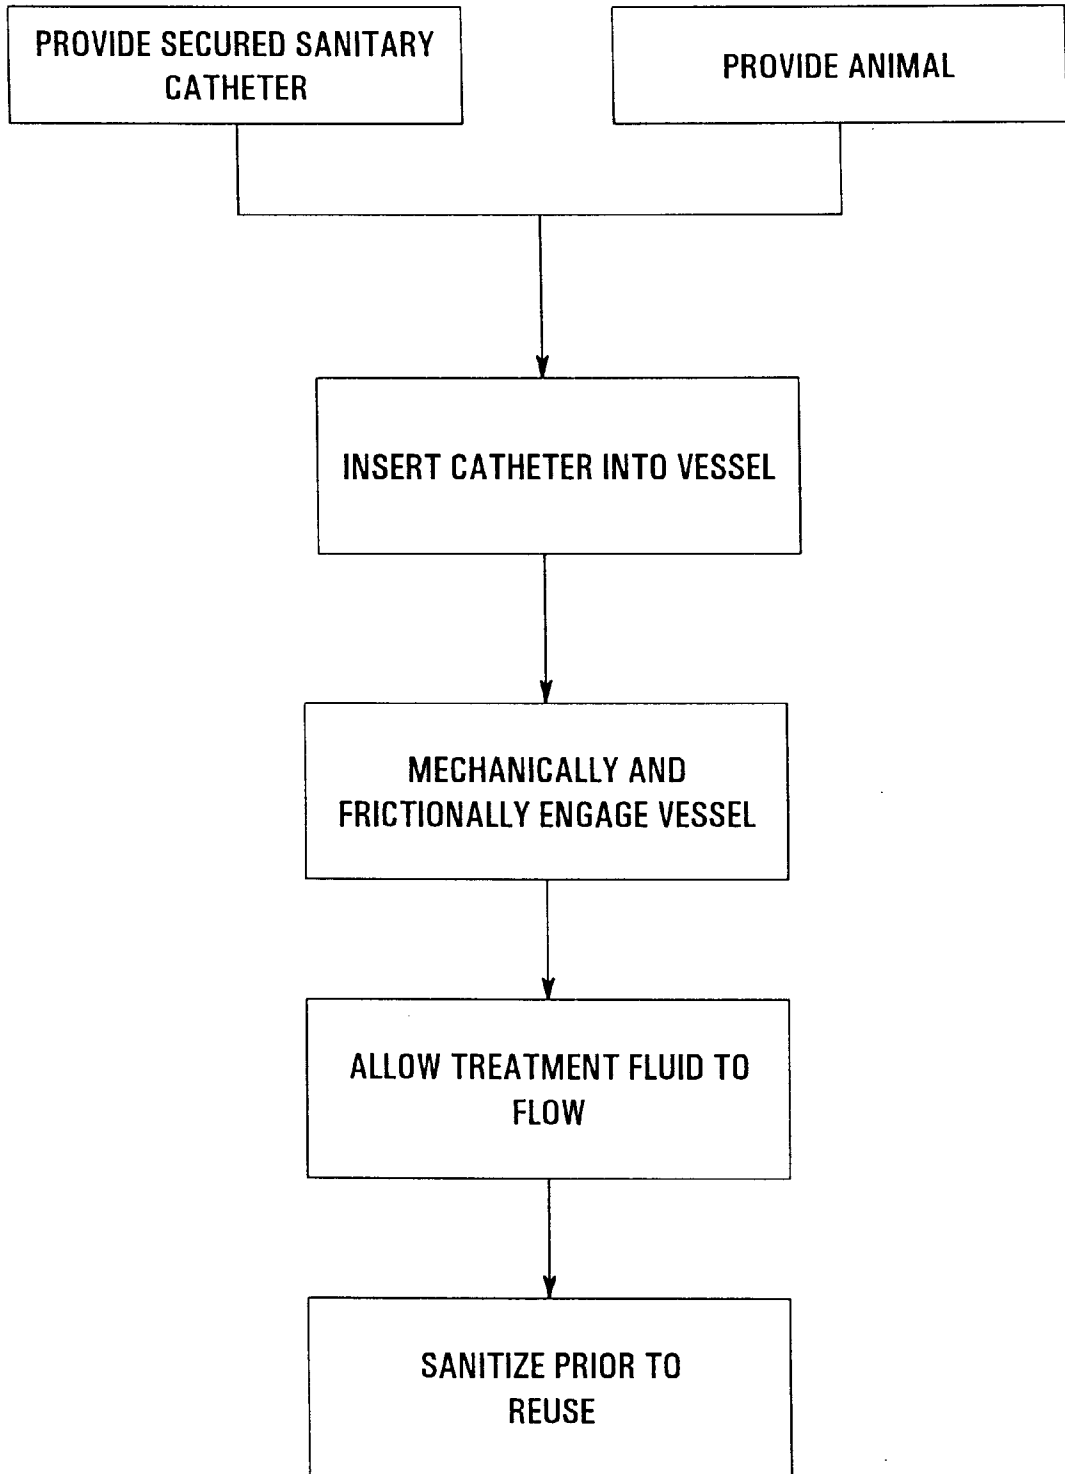 PROVIDE SECURED SANITARY
CATHETER
PROVIDE ANIMAL
INSERT CATHETER INTO VESSEL
MECHANICALLY AND
FRICTIONALLY ENGAGE VESSEL
ALLOW TREATMENT FLUID TO
FLOW
SANITIZE PRIOR TO
REUSE